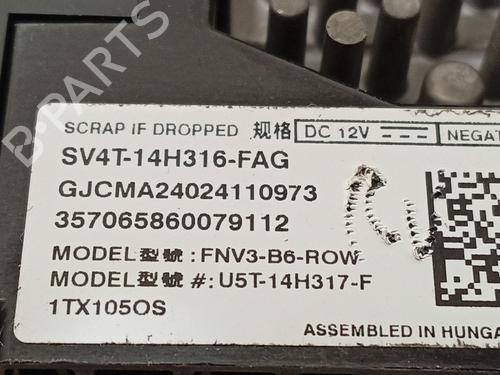 B-PARTS
SCRAP IF DROPPED 规格 DC 12V NEGAT
SV4T-14H316-FAG
GJCMA24024110973
357065860079112
MODEL型號:FNV3-B6-ROW
MODEL型號#:U5T-14H317-F
1TX105OS
ASSEMBLED IN HUNGA